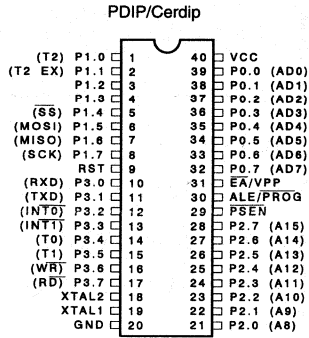 PDIP/Cerdip
(T2) P1.0 1 40 VCC
(T2 EX) P1.1 2 39 P0.0 (AD0)
P1.2 3 38 P0.1 (AD1)
P1.3 4 37 P0.2 (AD2)
(SS) P1.4 5 36 P0.3 (AD3)
(MOSI) P1.5 6 35 P0.4 (AD4)
(MISO) P1.6 7 34 P0.5 (AD5)
(SCK) P1.7 8 33 P0.6 (AD6)
RST 9 32 P0.7 (AD7)
(RXD) P3.0 10 31 EA/VPP
(TXD) P3.1 11 30 ALE/PROG
(INT0) P3.2 12 29 PSEN
(INT1) P3.3 13 28 P2.7 (A15)
(T0) P3.4 14 27 P2.6 (A14)
(T1) P3.5 15 26 P2.5 (A13)
(WR) P3.6 16 25 P2.4 (A12)
(RD) P3.7 17 24 P2.3 (A11)
XTAL2 18 23 P2.2 (A10)
XTAL1 19 22 P2.1 (A9)
GND 20 21 P2.0 (A8)